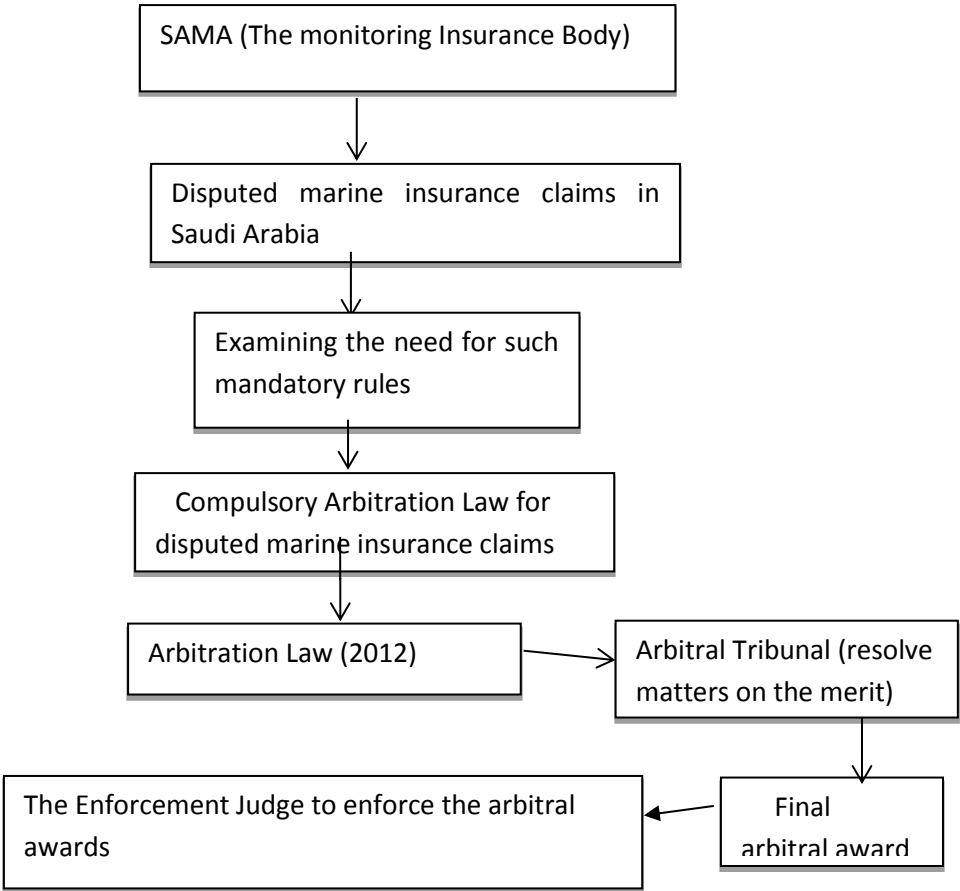 SAMA (The monitoring Insurance Body)
Disputed marine insurance claims in
Saudi Arabia
Examining the need for such
mandatory rules
Compulsory Arbitration Law for
disputed marine insurance claims
Arbitration Law (2012)
Arbitral Tribunal (resolve
matters on the merit)
Final
arbitral award
The Enforcement Judge to enforce the arbitral
awards